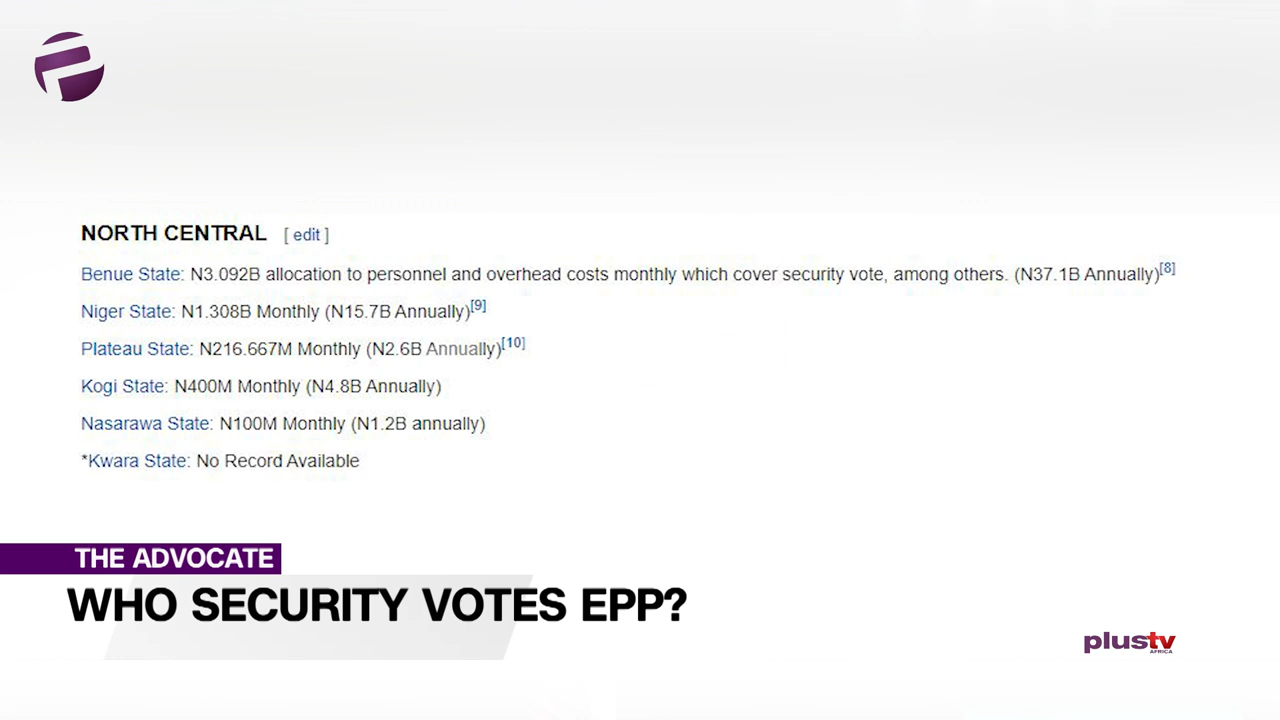 NORTH CENTRAL [ edit ]
Benue State: N3.092B allocation to personnel and overhead costs monthly which cover security vote, among others. (N37.1B Annually)[8]
Niger State: N1.308B Monthly (N15.7B Annually)[9]
Plateau State: N216.667M Monthly (N2.6B Annually)[10]
Kogi State: N400M Monthly (N4.8B Annually)
Nasarawa State: N100M Monthly (N1.2B annually)
*Kwara State: No Record Available
THE ADVOCATE
WHO SECURITY VOTES EPP?
plustv
AFRICA